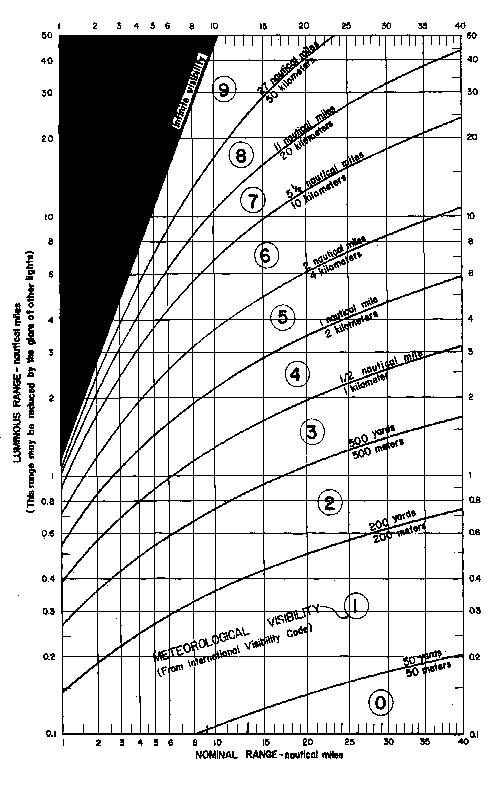 1 2 3 4 5 6 8 10 15 20 25 30 35 40
50 50
40 40
30 30
20 20
10 10
8 8
6 6
4 4
3 3
2 2
1 1
0.8 0.8
0.6 0.6
0.4 0.4
0.3 0.3
0.2 0.2
0.1 0.1
LUMINOUS RANGE - nautical miles
(This range may be reduced by the glare of other lights)
Infinite visibility
9
27 nautical miles
50 kilometers
8
11 nautical miles
20 kilometers
7
5½ nautical miles
10 kilometers
6
2 nautical miles
4 kilometers
5
1 nautical mile
2 kilometers
4
1/2 nautical mile
1 kilometer
3
500 yards
500 meters
2
200 yards
200 meters
1
METEOROLOGICAL VISIBILITY
(From International Visibility Code)
50 yards
50 meters
0
1 2 3 4 5 6 8 10 15 20 25 30 35 40
NOMINAL RANGE - nautical miles